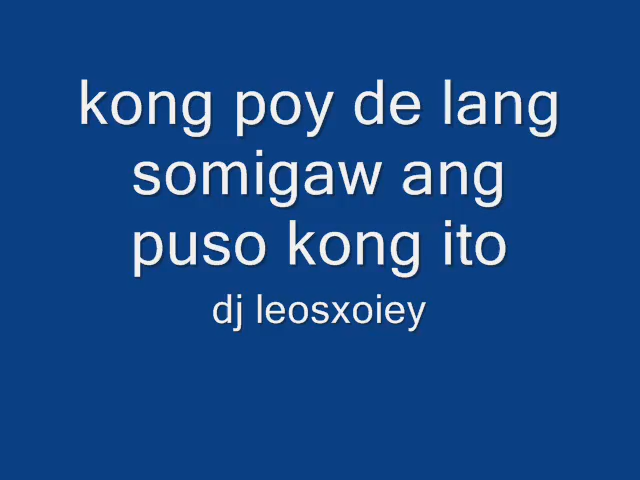 kong poy de lang
somigaw ang
puso kong ito
dj leosxoiey